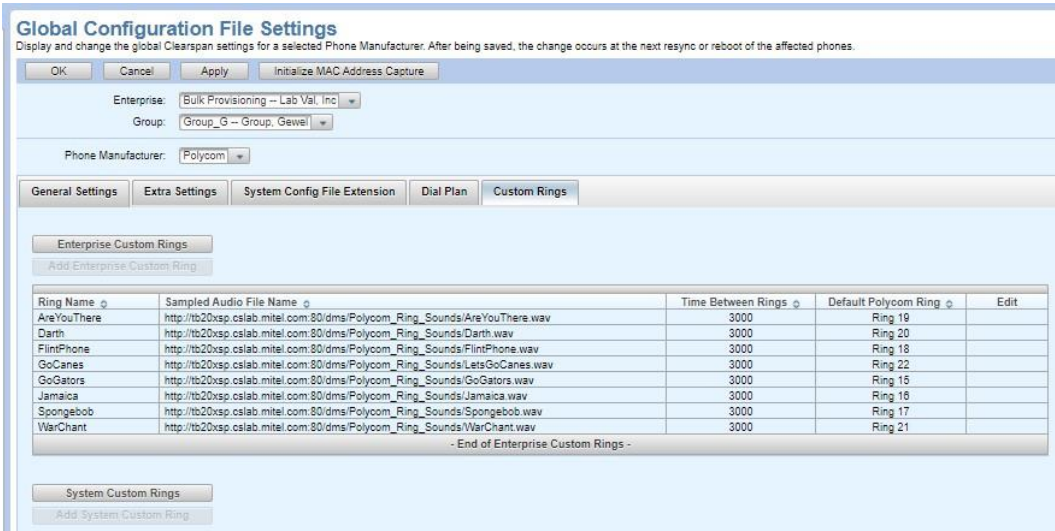 Global Configuration File Settings
Display and change the global Clearspan settings for a selected Phone Manufacturer. After being saved, the change occurs at the next resync or reboot of the affected phones.
OK Cancel Apply Initialize MAC Address Capture
Enterprise: Bulk Provisioning -- Lab Val, Inc
Group: Group_G -- Group, Gewel
Phone Manufacturer: Polycom
General Settings Extra Settings System Config File Extension Dial Plan Custom Rings
Enterprise Custom Rings
Add Enterprise Custom Ring
Ring Name Sampled Audio File Name Time Between Rings Default Polycom Ring Edit
AreYouThere http://tb20xsp.cslab.mitel.com:80/dms/Polycom_Ring_Sounds/AreYouThere.wav 3000 Ring 19
Darth http://tb20xsp.cslab.mitel.com:80/dms/Polycom_Ring_Sounds/Darth.wav 3000 Ring 20
FlintPhone http://tb20xsp.cslab.mitel.com:80/dms/Polycom_Ring_Sounds/FlintPhone.wav 3000 Ring 18
GoCanes http://tb20xsp.cslab.mitel.com:80/dms/Polycom_Ring_Sounds/LetsGoCanes.wav 3000 Ring 22
GoGators http://tb20xsp.cslab.mitel.com:80/dms/Polycom_Ring_Sounds/GoGators.wav 3000 Ring 15
Jamaica http://tb20xsp.cslab.mitel.com:80/dms/Polycom_Ring_Sounds/Jamaica.wav 3000 Ring 16
Spongebob http://tb20xsp.cslab.mitel.com:80/dms/Polycom_Ring_Sounds/Spongebob.wav 3000 Ring 17
WarChant http://tb20xsp.cslab.mitel.com:80/dms/Polycom_Ring_Sounds/WarChant.wav 3000 Ring 21
- End of Enterprise Custom Rings -
System Custom Rings
Add System Custom Ring